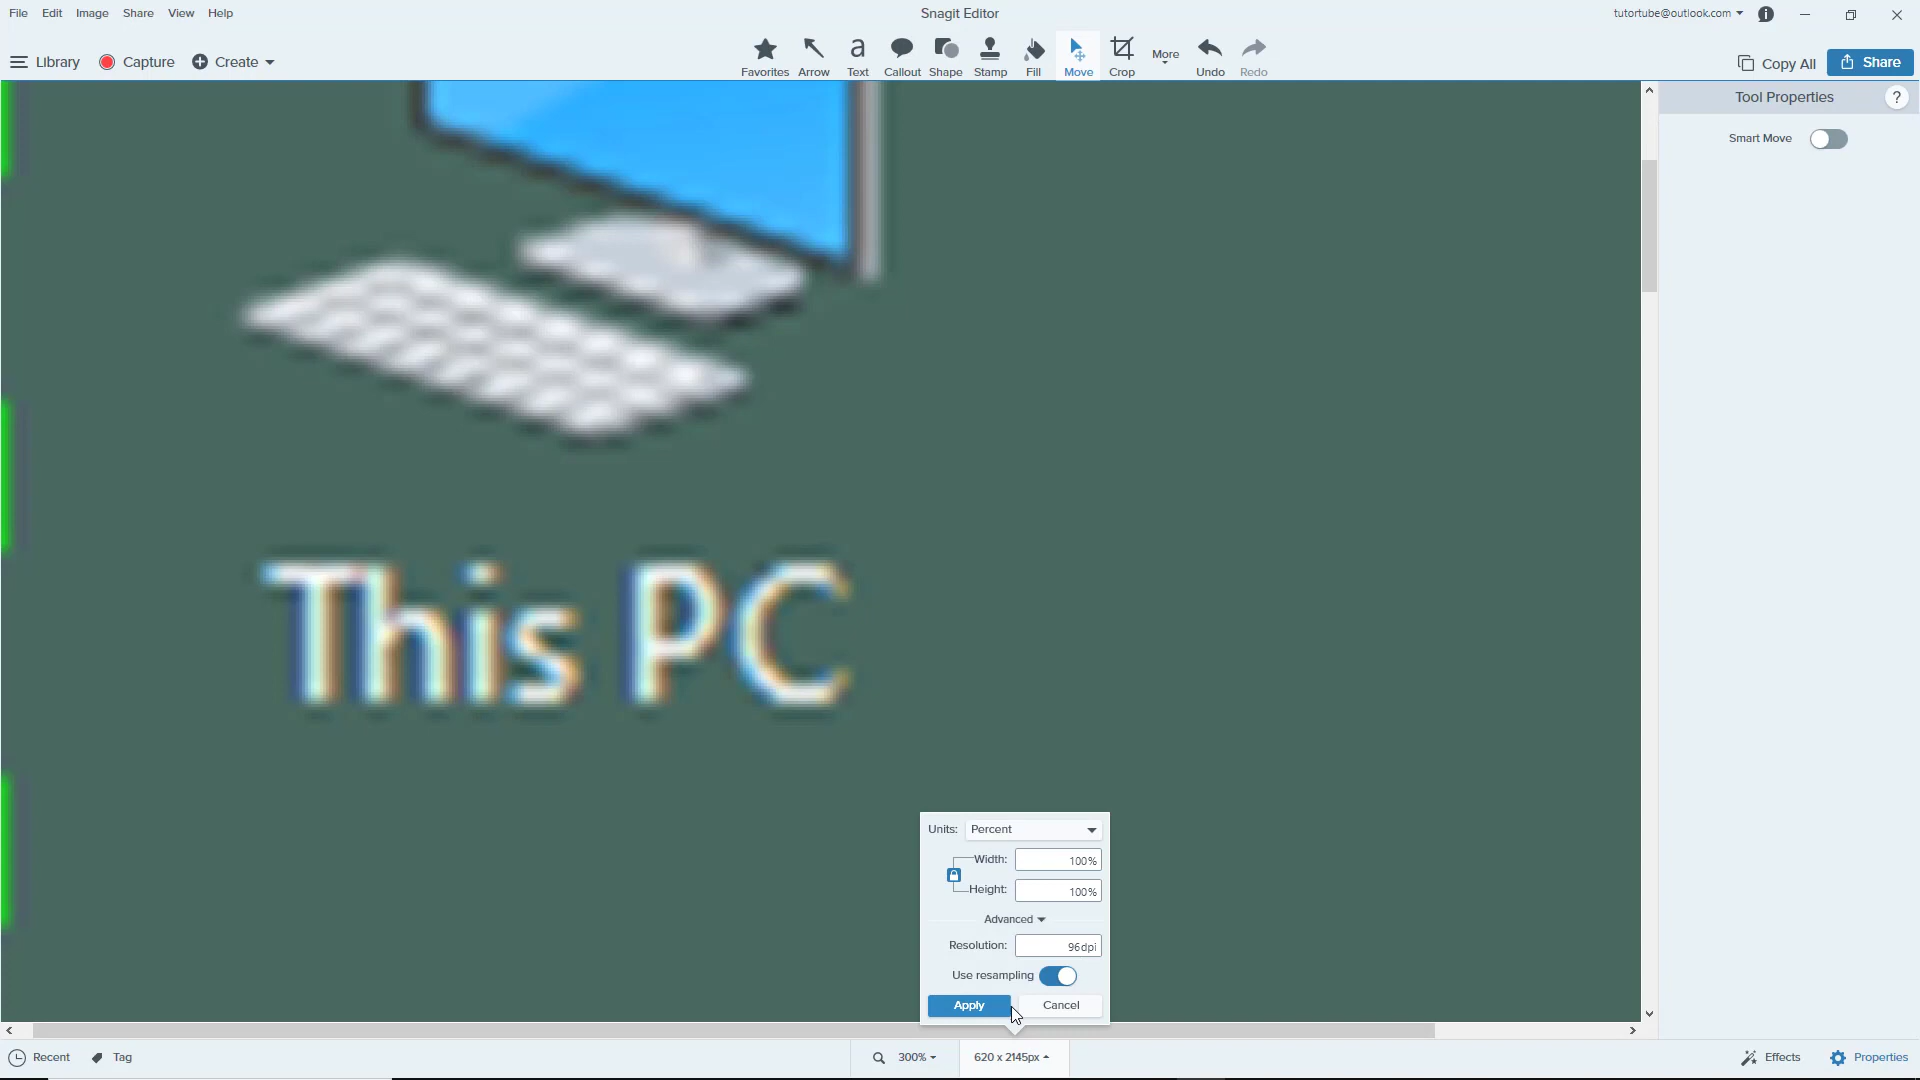 File Edit Image Share View Help Snagit Editor tutortube@outlook.com
Library Capture Create Favorites Arrow a Text Callout Shape Stamp Fill Move Crop More Undo Redo Copy All Share
Tool Properties ?
Smart Move
This PC
Units: Percent
Width: 100%
Height: 100%
Advanced
Resolution: 96dpi
Use resampling
Apply Cancel
Recent Tag 300% 620 x 2145px Effects Properties